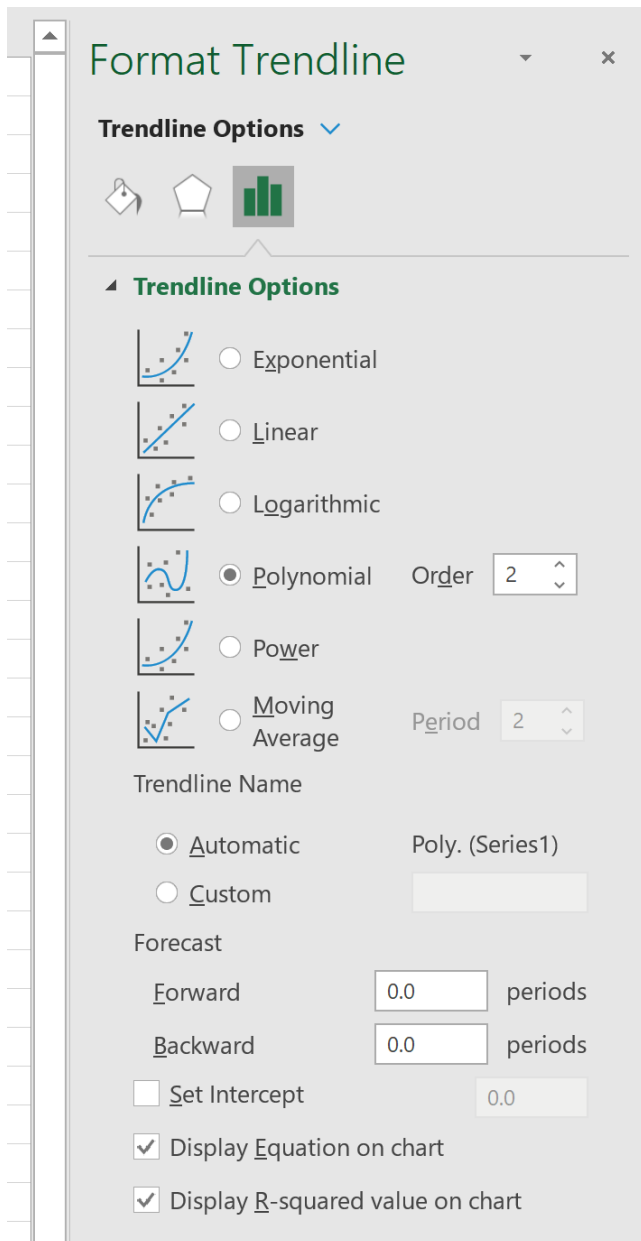 Format Trendline
Trendline Options
Trendline Options
Exponential
Linear
Logarithmic
Polynomial Order 2
Power
Moving
Average
Period 2
Trendline Name
Automatic Poly. (Series1)
Custom
Forecast
Forward 0.0 periods
Backward 0.0 periods
Set Intercept 0.0
Display Equation on chart
Display R-squared value on chart